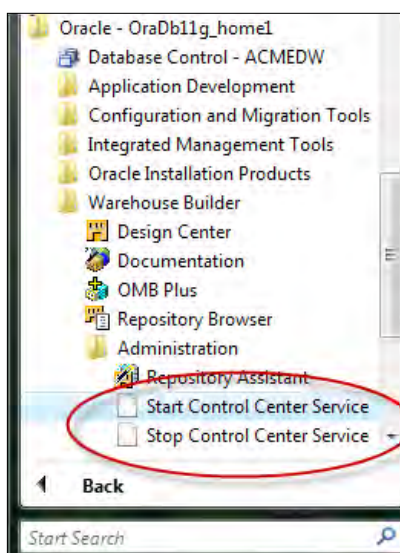 Oracle - OraDb11g_home1
Database Control - ACMEDW
Application Development
Configuration and Migration Tools
Integrated Management Tools
Oracle Installation Products
Warehouse Builder
Design Center
Documentation
OMB Plus
Repository Browser
Administration
Repository Assistant
Start Control Center Service
Stop Control Center Service
Back
Start Search